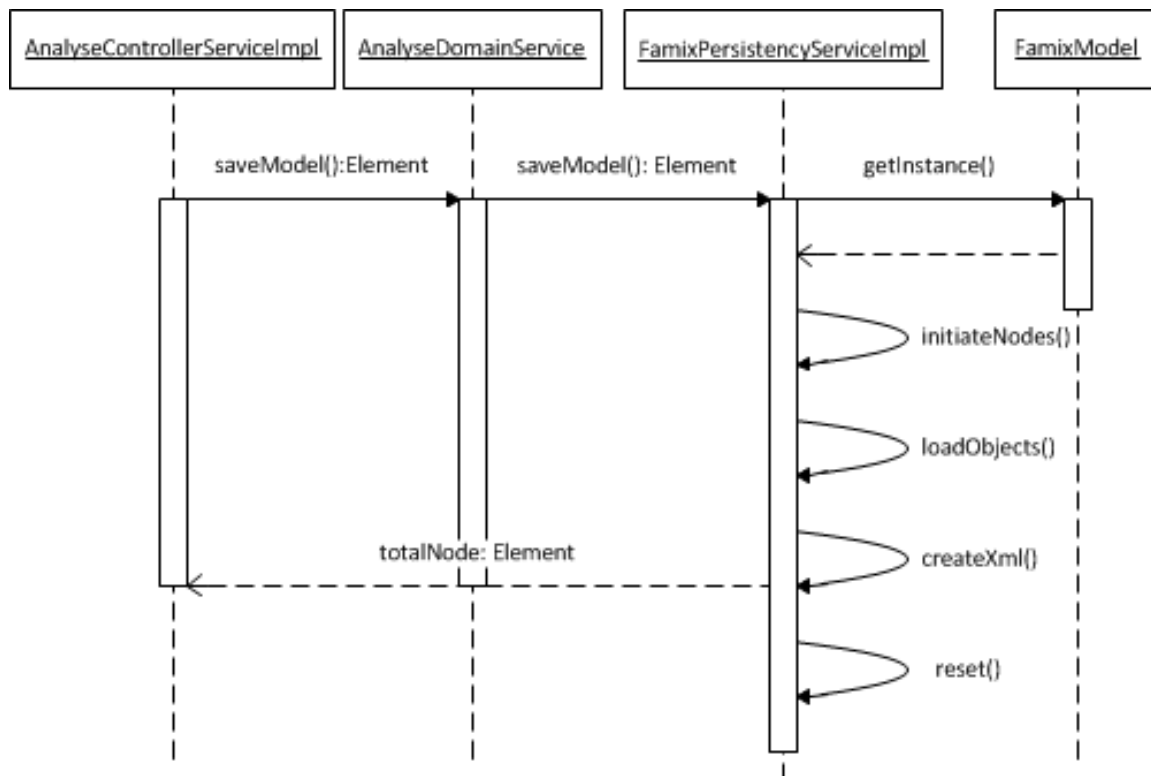 AnalyseControllerServiceImpl
AnalyseDomainService
FamixPersistencyServiceImpl
FamixModel
saveModel():Element
saveModel(): Element
getInstance()
initiateNodes()
loadObjects()
totalNode: Element
createXml()
reset()